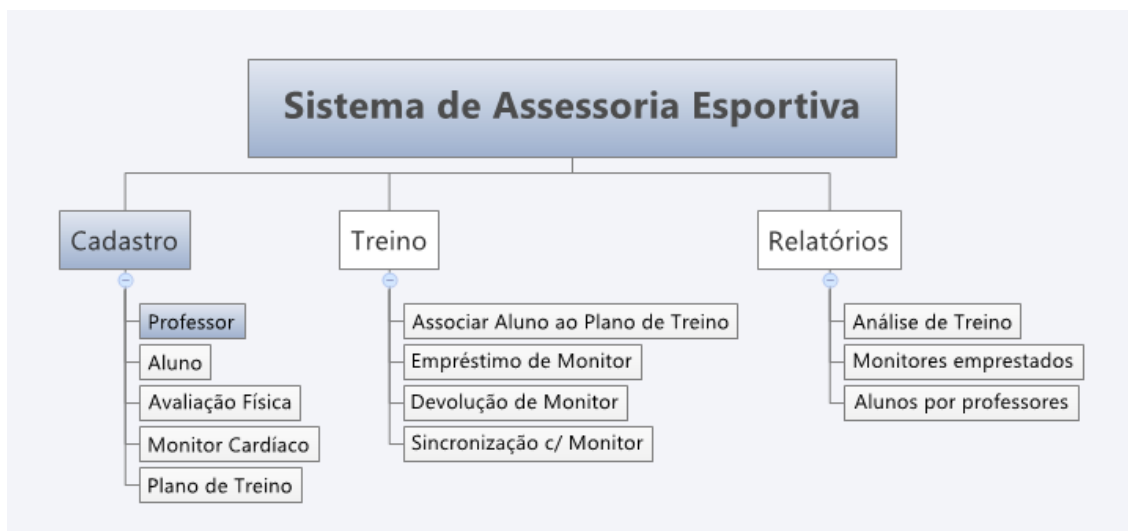 Sistema de Assessoria Esportiva
Cadastro
Professor
Aluno
Avaliação Física
Monitor Cardíaco
Plano de Treino
Treino
Associar Aluno ao Plano de Treino
Empréstimo de Monitor
Devolução de Monitor
Sincronização c/ Monitor
Relatórios
Análise de Treino
Monitores emprestados
Alunos por professores